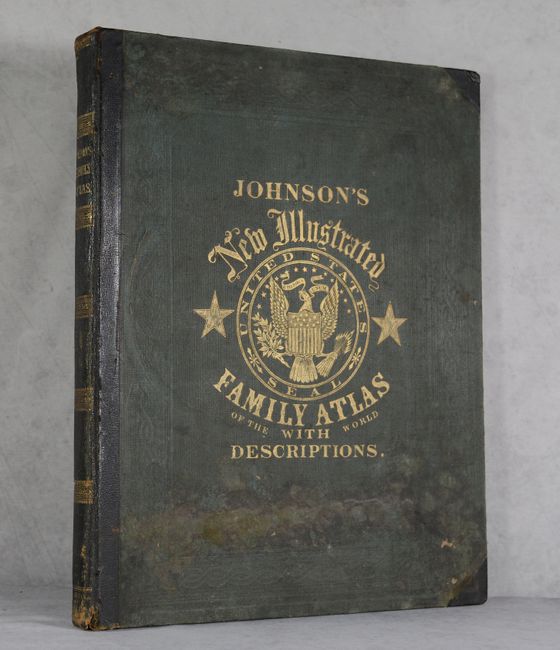 JOHNSON'S
New Illustrated
UNITED STATES
SEAL
FAMILY ATLAS
OF THE WORLD
WITH
DESCRIPTIONS.